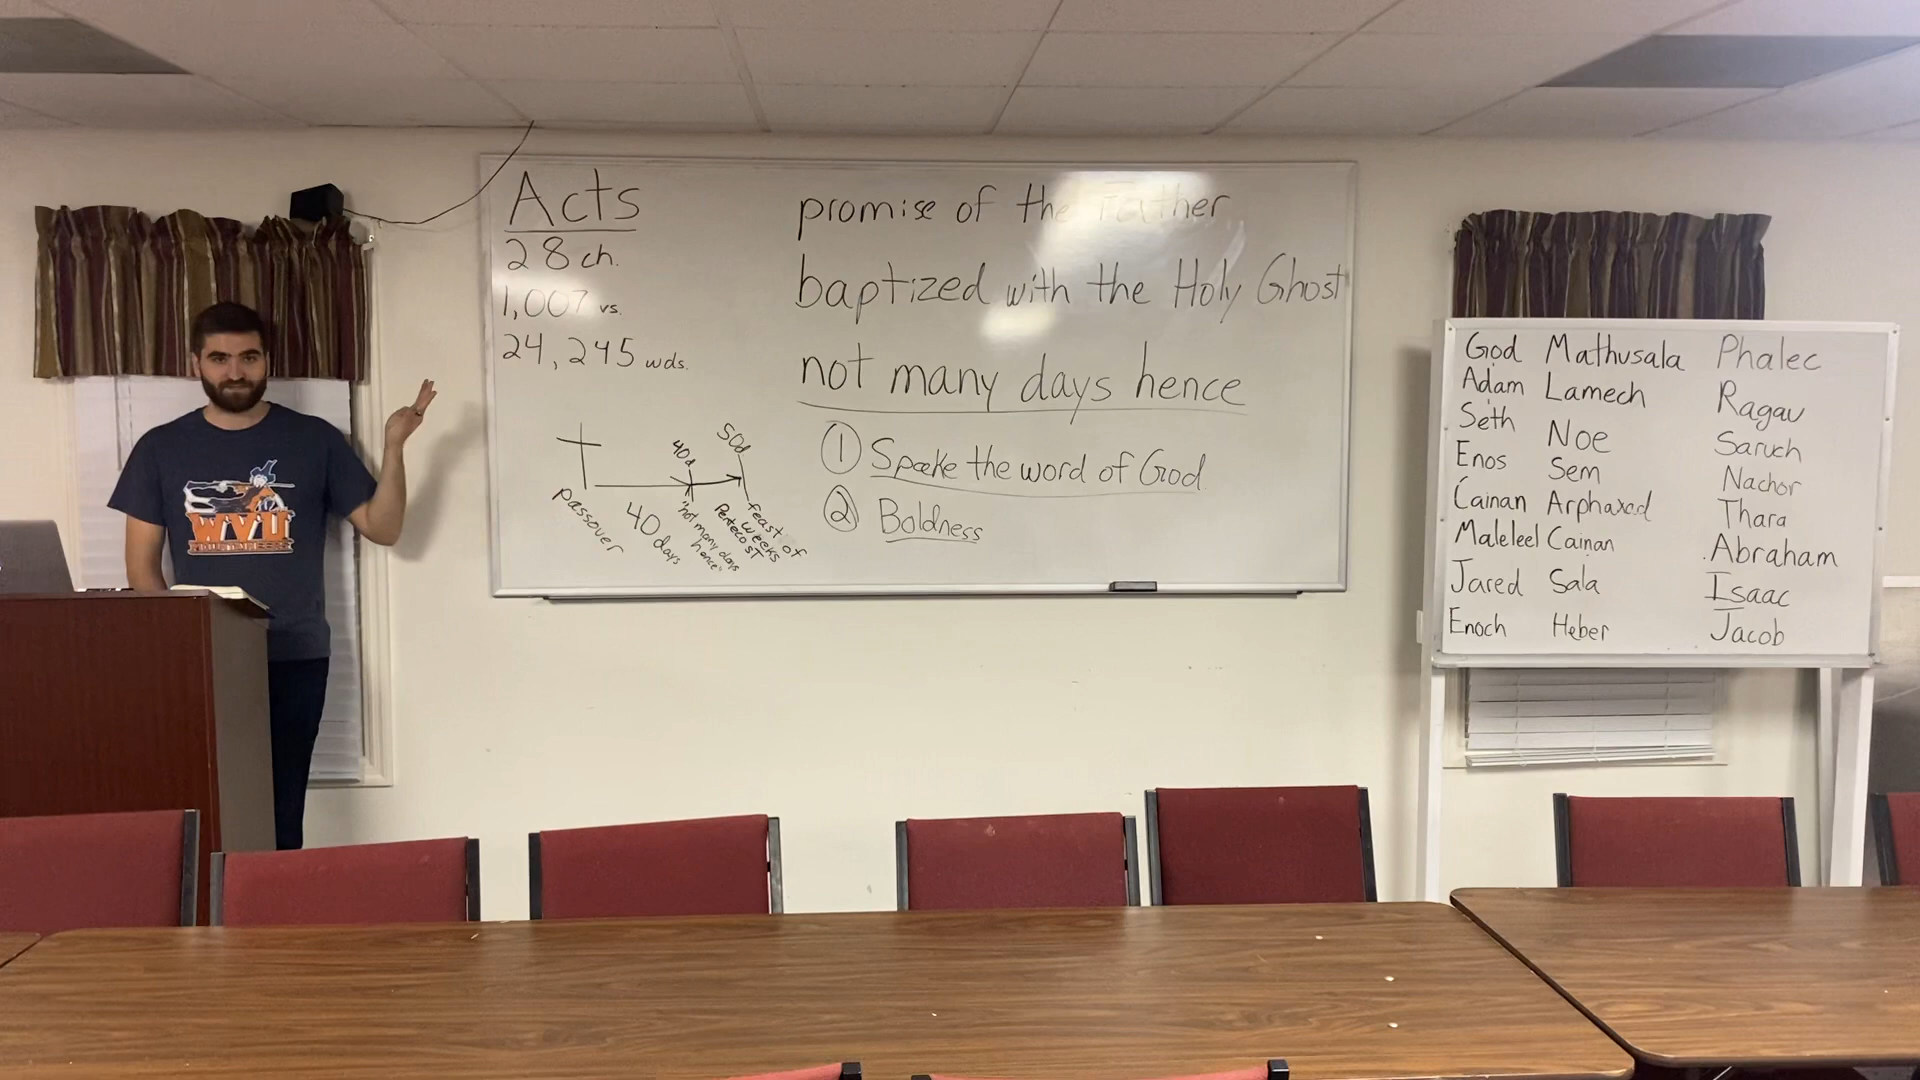 Acts
28 ch.
1,007 vs.
24,245 wds.
promise of the Father
baptized with the Holy Ghost
not many days hence
① Spake the word of God
② Boldness
passover
40 days
40d
"not many days
hence"
50d
feast of
weeks
Pentecost
WVU
MOUNTAINEERS
God Mathusala Phalec
Adam Lamech Ragau
Seth Noe Saruch
Enos Sem Nachor
Cainan Arphaxad Thara
Maleleel Cainan Abraham
Jared Sala Isaac
Enoch Heber Jacob